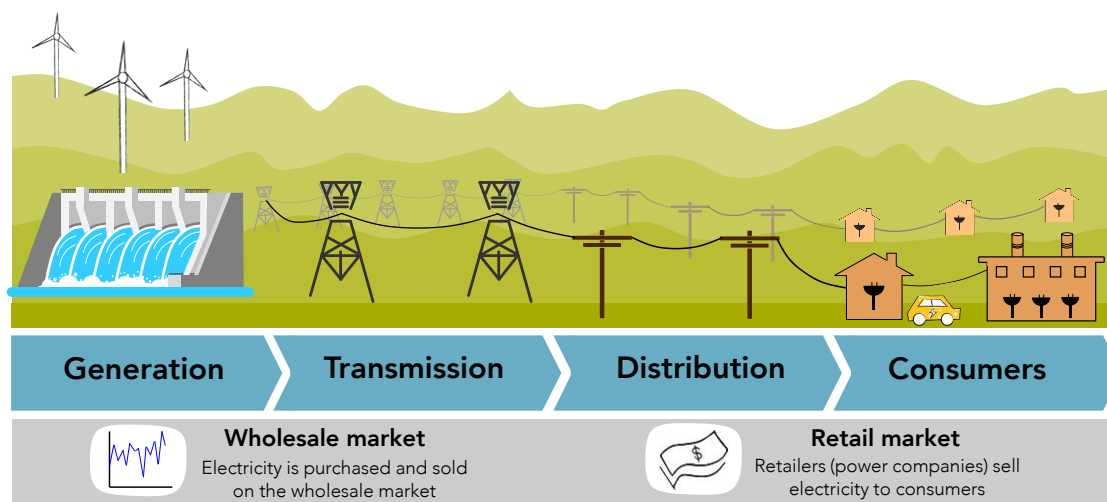 Generation
Transmission
Distribution
Consumers
Wholesale market
Electricity is purchased and sold
on the wholesale market
$
Retail market
Retailers (power companies) sell
electricity to consumers